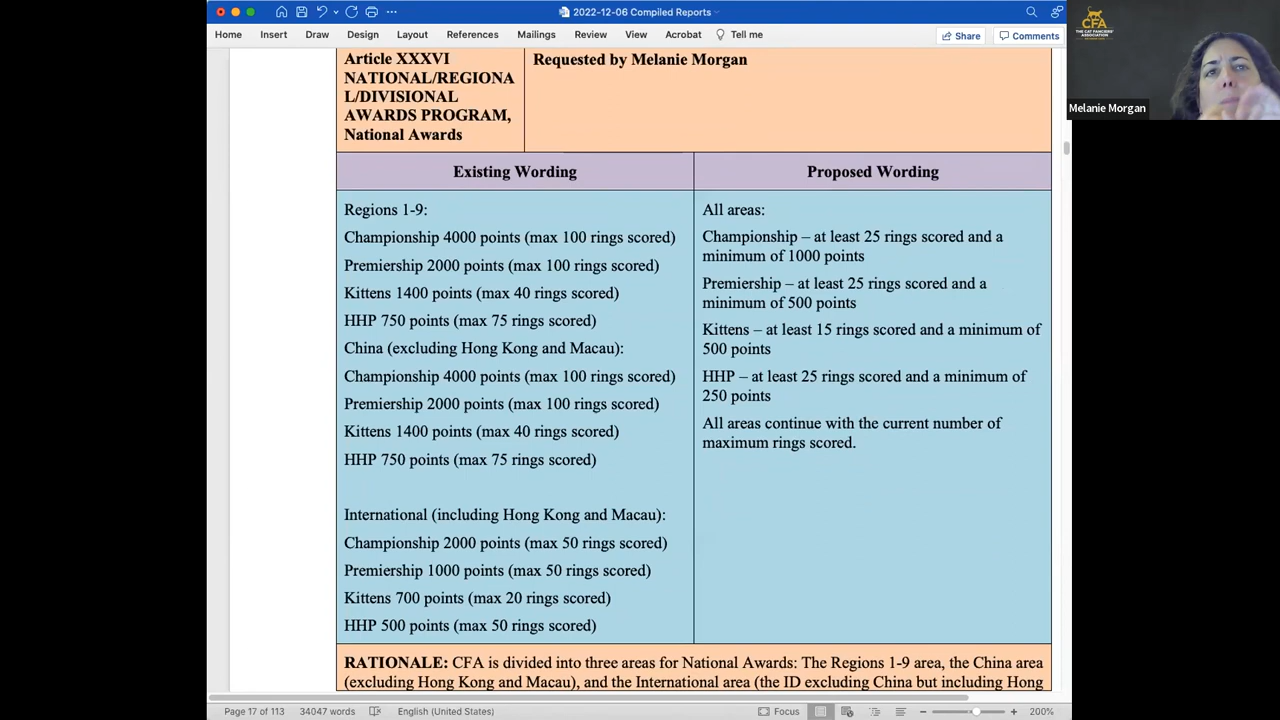 2022-12-06 Compiled Reports
Home Insert Draw Design Layout References Mailings Review View Acrobat Tell me Share Comments
CFA
THE CAT FANCIERS'
ASSOCIATION
Melanie Morgan
Article XXXVI
NATIONAL/REGIONA
L/DIVISIONAL
AWARDS PROGRAM,
National Awards
Requested by Melanie Morgan
Existing Wording
Proposed Wording
Regions 1-9:
Championship 4000 points (max 100 rings scored)
Premiership 2000 points (max 100 rings scored)
Kittens 1400 points (max 40 rings scored)
HHP 750 points (max 75 rings scored)
China (excluding Hong Kong and Macau):
Championship 4000 points (max 100 rings scored)
Premiership 2000 points (max 100 rings scored)
Kittens 1400 points (max 40 rings scored)
HHP 750 points (max 75 rings scored)
International (including Hong Kong and Macau):
Championship 2000 points (max 50 rings scored)
Premiership 1000 points (max 50 rings scored)
Kittens 700 points (max 20 rings scored)
HHP 500 points (max 50 rings scored)
All areas:
Championship – at least 25 rings scored and a
minimum of 1000 points
Premiership – at least 25 rings scored and a
minimum of 500 points
Kittens – at least 15 rings scored and a minimum of
500 points
HHP – at least 25 rings scored and a minimum of
250 points
All areas continue with the current number of
maximum rings scored.
RATIONALE: CFA is divided into three areas for National Awards: The Regions 1-9 area, the China area
(excluding Hong Kong and Macau), and the International area (the ID excluding China but including Hong
Page 17 of 113 34047 words English (United States) Focus 200%